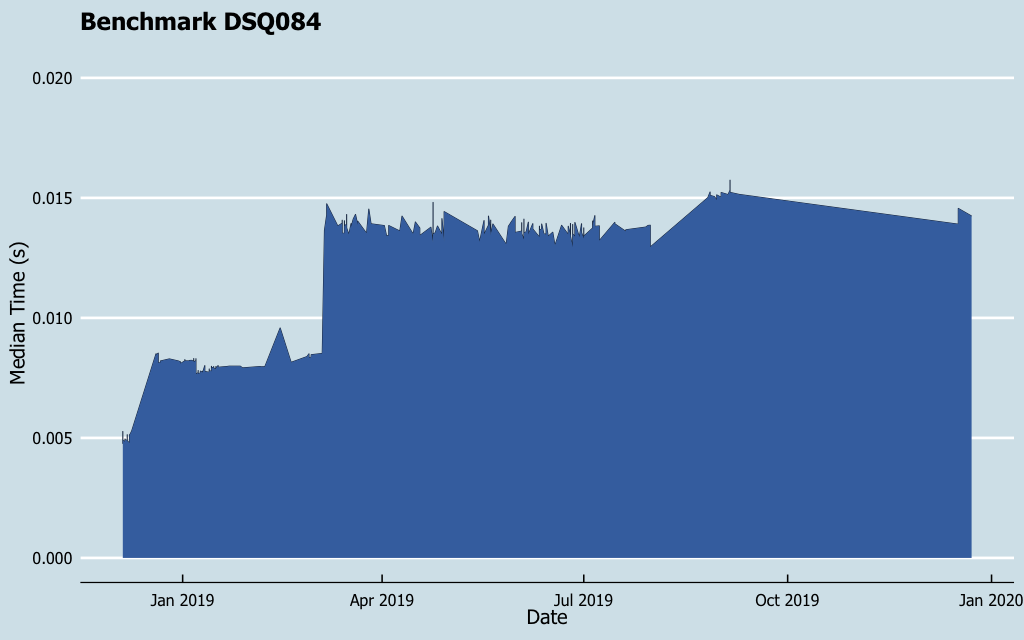 Benchmark DSQ084
Median Time (s)
0.020
0.015
0.010
0.005
0.000
Jan 2019 Apr 2019 Jul 2019 Oct 2019 Jan 2020
Date